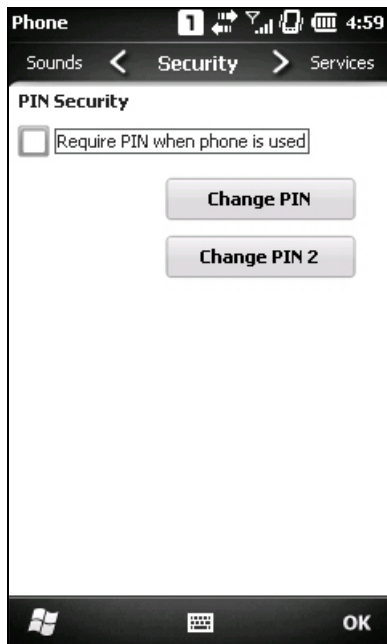 Phone 1 4:59
Sounds < Security > Services
PIN Security
Require PIN when phone is used
Change PIN
Change PIN 2
OK